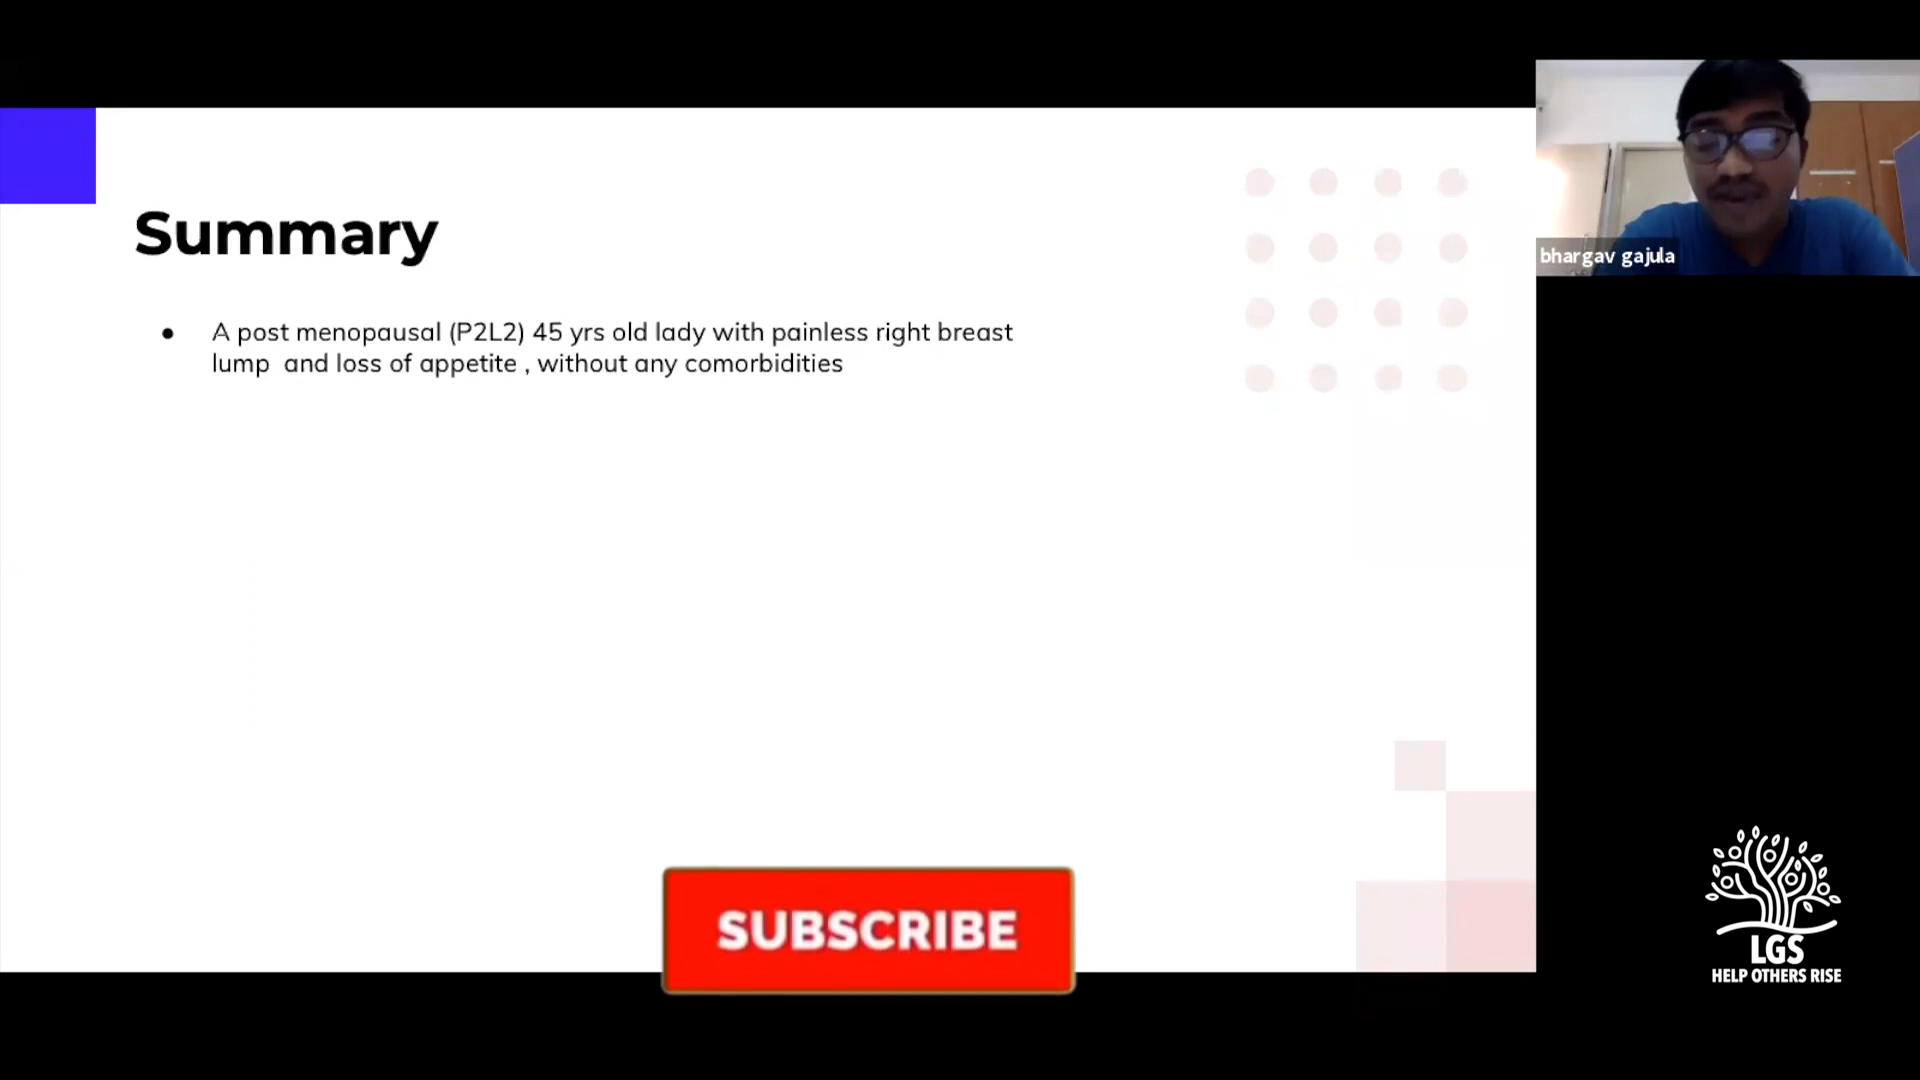 Summary
● A post menopausal (P2L2) 45 yrs old lady with painless right breast
lump and loss of appetite , without any comorbidities
bhargav gajula
SUBSCRIBE
LGS
HELP OTHERS RISE